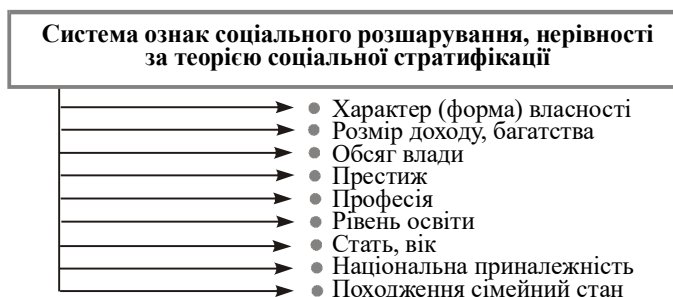 Система ознак соціального розшарування, нерівності
за теорією соціальної стратифікації
Характер (форма) власності
Розмір доходу, багатства
Обсяг влади
Престиж
Професія
Рівень освіти
Стать, вік
Національна приналежність
Походження сімейний стан